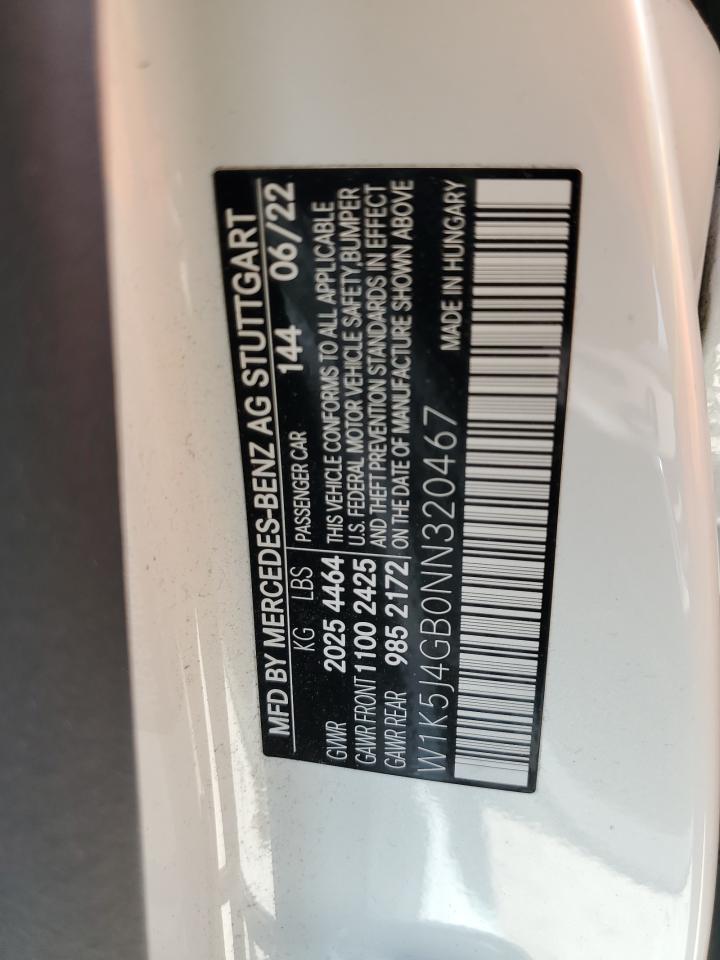 MFD BY MERCEDES-BENZ AG STUTTGART
KG LBS PASSENGER CAR 144 06/22
GVWR 2025 4464 THIS VEHICLE CONFORMS TO ALL APPLICABLE
GAWR FRONT 1100 2425 U.S. FEDERAL MOTOR VEHICLE SAFETY,BUMPER
GAWR REAR 985 2172 AND THEFT PREVENTION STANDARDS IN EFFECT
ON THE DATE OF MANUFACTURE SHOWN ABOVE
W1K5J4GB0NN320467 MADE IN HUNGARY